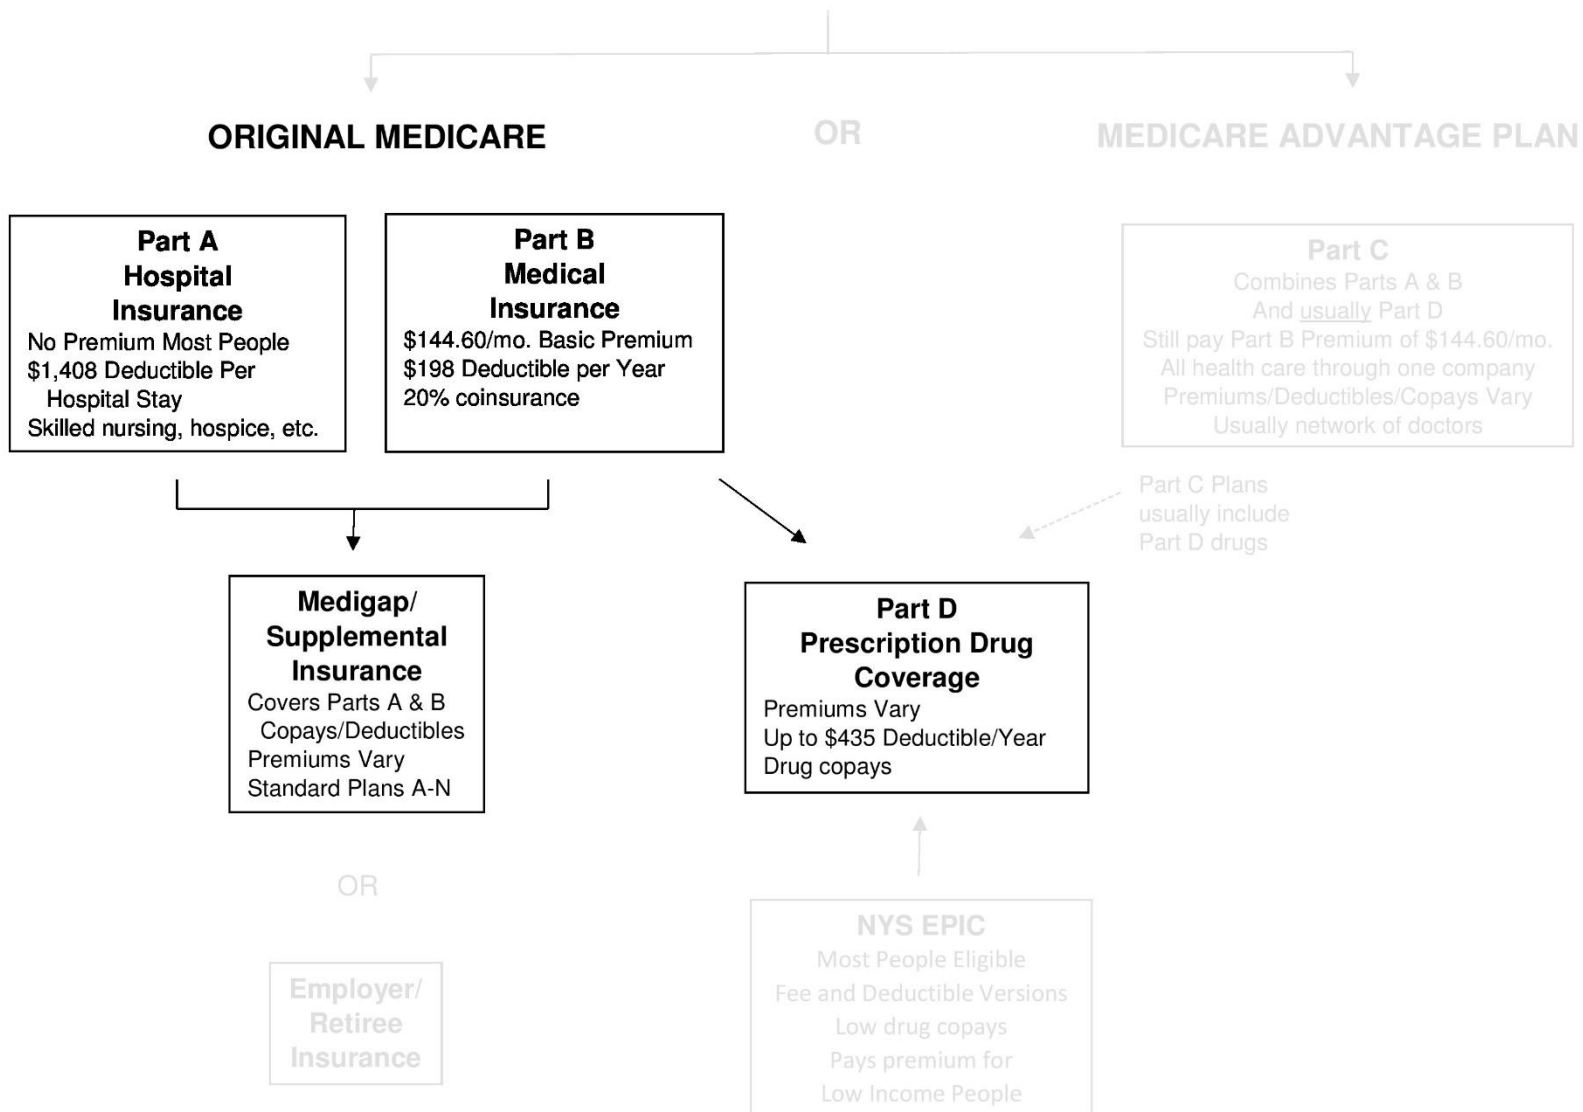 ORIGINAL MEDICARE
OR
MEDICARE ADVANTAGE PLAN
Part A
Hospital
Insurance
No Premium Most People
$1,408 Deductible Per
Hospital Stay
Skilled nursing, hospice, etc.
Part B
Medical
Insurance
$144.60/mo. Basic Premium
$198 Deductible per Year
20% coinsurance
Part C
Combines Parts A & B
And usually Part D
Still pay Part B Premium of $144.60/mo.
All health care through one company
Premiums/Deductibles/Copays Vary
Usually network of doctors
Part C Plans
usually include
Part D drugs
Medigap/
Supplemental
Insurance
Covers Parts A & B
Copays/Deductibles
Premiums Vary
Standard Plans A-N
Part D
Prescription Drug
Coverage
Premiums Vary
Up to $435 Deductible/Year
Drug copays
OR
Employer/
Retiree
Insurance
NYS EPIC
Most People Eligible
Fee and Deductible Versions
Low drug copays
Pays premium for
Low Income People